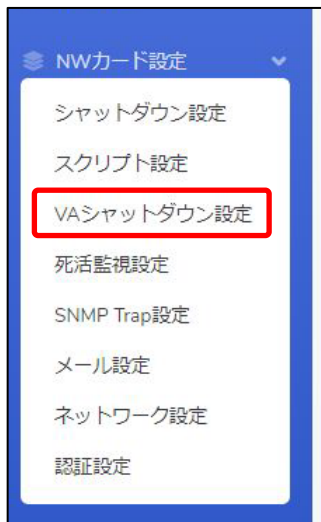 NWカード設定
シャットダウン設定
スクリプト設定
VAシャットダウン設定
死活監視設定
SNMP Trap設定
メール設定
ネットワーク設定
認証設定